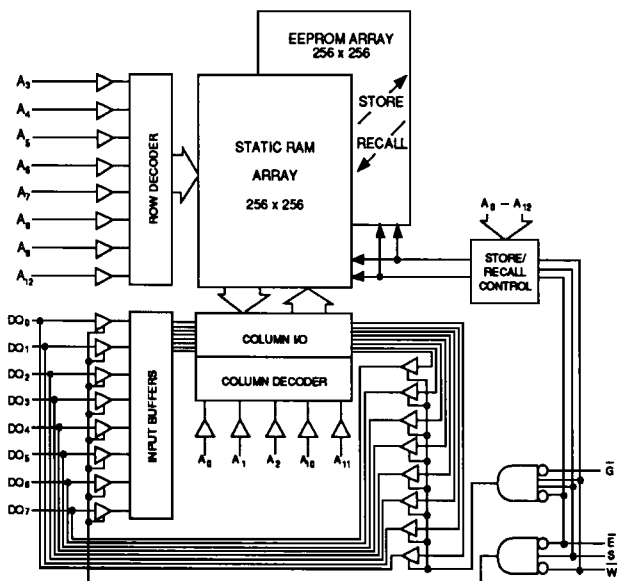 EEPROM ARRAY
256 x 256
STORE
RECALL
STATIC RAM
ARRAY
256 x 256
A3
A4
A5
A6
A7
A8
A9
A12
ROW DECODER
A0 – A12
STORE/
RECALL
CONTROL
DQ0
DQ1
DQ2
DQ3
DQ4
DQ5
DQ6
DQ7
INPUT BUFFERS
COLUMN I/O
COLUMN DECODER
A0
A1
A2
A10
A11
G̅
E̅
S
W̅